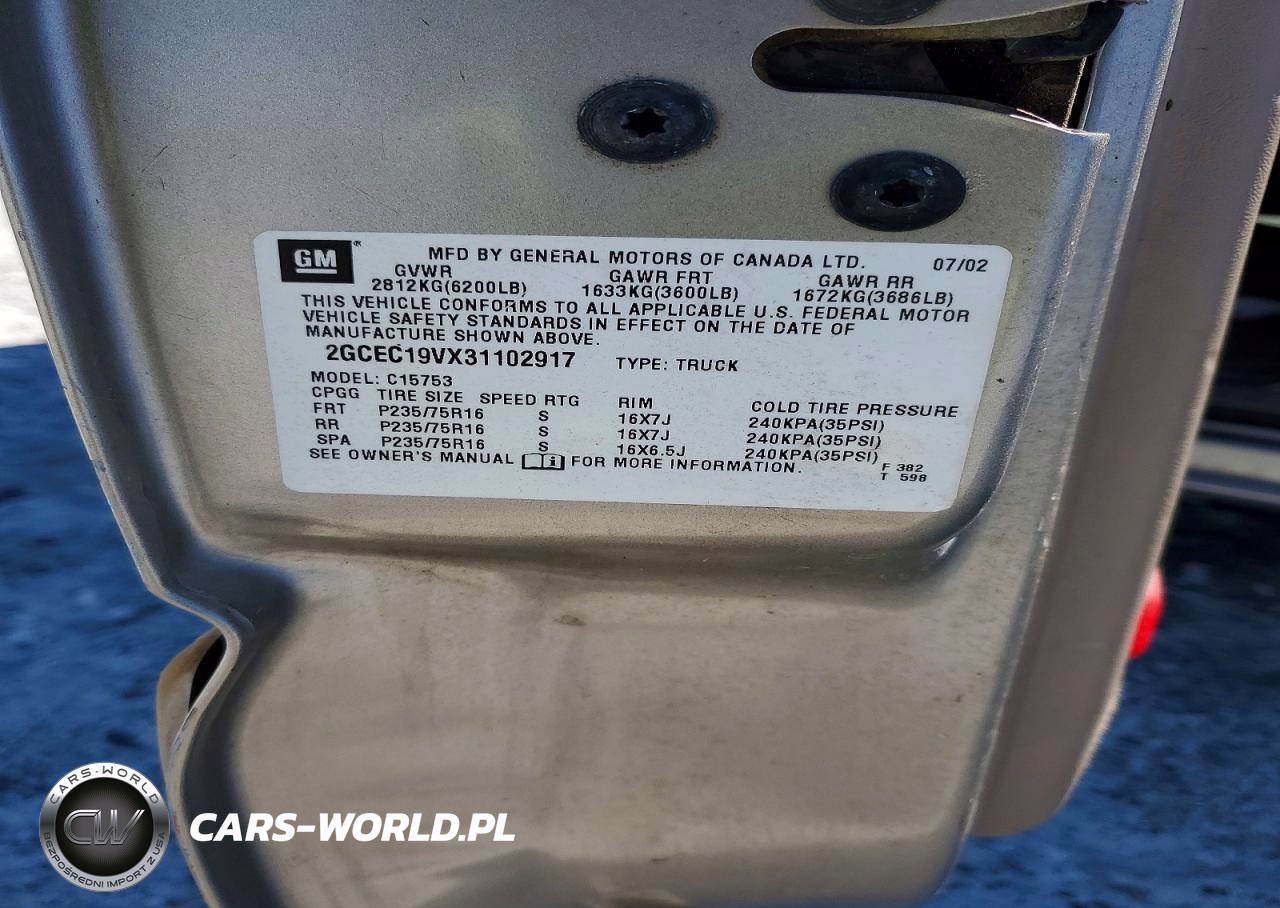 GM®
MFD BY GENERAL MOTORS OF CANADA LTD. 07/02
GVWR GAWR FRT GAWR RR
2812KG(6200LB) 1633KG(3600LB) 1672KG(3686LB)
THIS VEHICLE CONFORMS TO ALL APPLICABLE U.S. FEDERAL MOTOR
VEHICLE SAFETY STANDARDS IN EFFECT ON THE DATE OF
MANUFACTURE SHOWN ABOVE.
2GCEC19VX31102917 TYPE: TRUCK
MODEL: C15753
CPGG TIRE SIZE SPEED RTG RIM COLD TIRE PRESSURE
FRT P235/75R16 S 16X7J 240KPA(35PSI)
RR P235/75R16 S 16X7J 240KPA(35PSI)
SPA P235/75R16 S 16X6.5J 240KPA(35PSI)
SEE OWNER'S MANUAL i FOR MORE INFORMATION.
F 382
T 598
CARS-WORLD
CW
BEZPOŚREDNI IMPORT Z USA
CARS-WORLD.PL